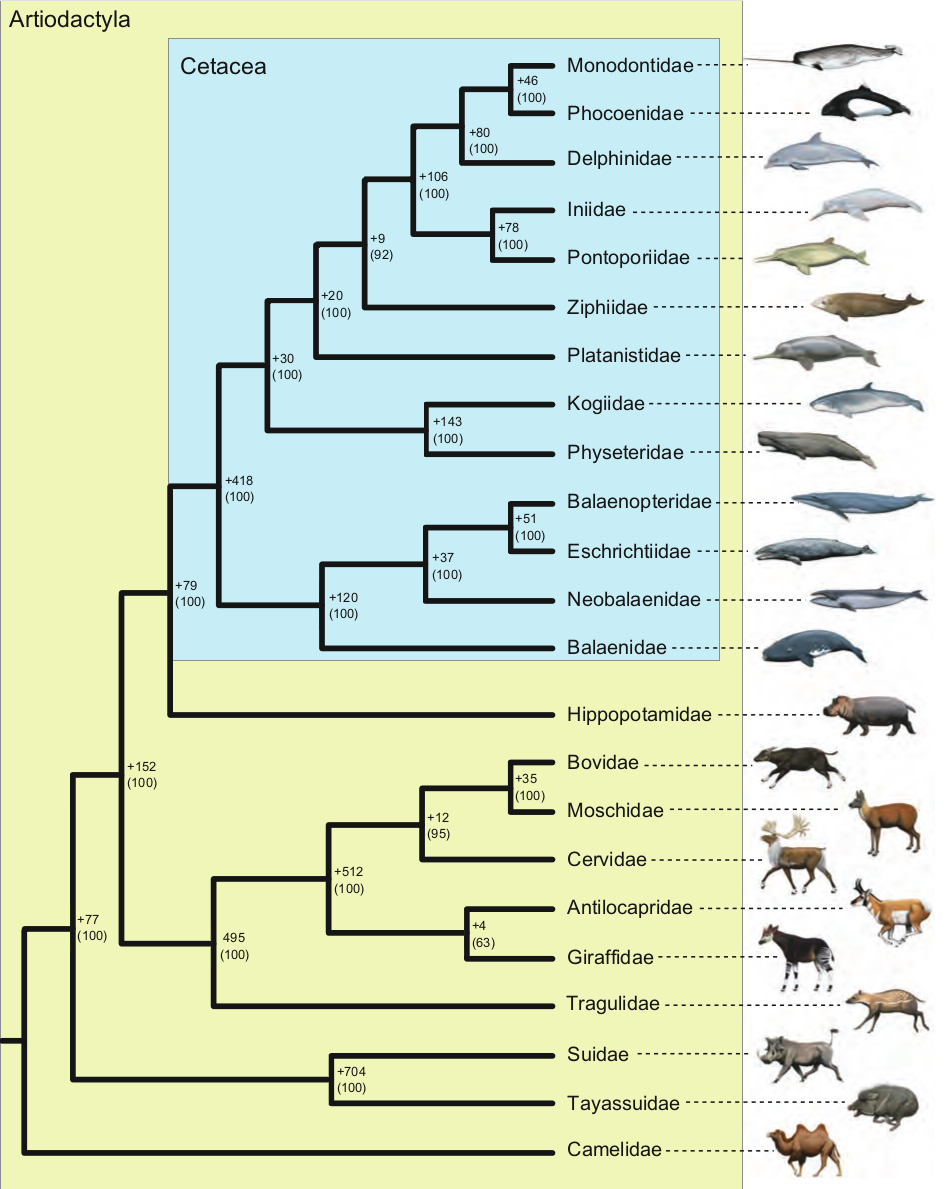 Artiodactyla
Cetacea
Monodontidae
+46
(100)
Phocoenidae
+80
(100)
Delphinidae
+106
(100)
Iniidae
+78
(100)
Pontoporiidae
+9
(92)
Ziphiidae
+20
(100)
Platanistidae
+30
(100)
Kogiidae
+143
(100)
Physeteridae
+418
(100)
Balaenopteridae
+51
(100)
Eschrichtiidae
+37
(100)
Neobalaenidae
+79
(100)
+120
(100)
Balaenidae
Hippopotamidae
Bovidae
+152
(100)
+35
(100)
Moschidae
+12
(95)
Cervidae
+512
(100)
Antilocapridae
+77
(100)
495
(100)
+4
(63)
Giraffidae
Tragulidae
Suidae
+704
(100)
Tayassuidae
Camelidae